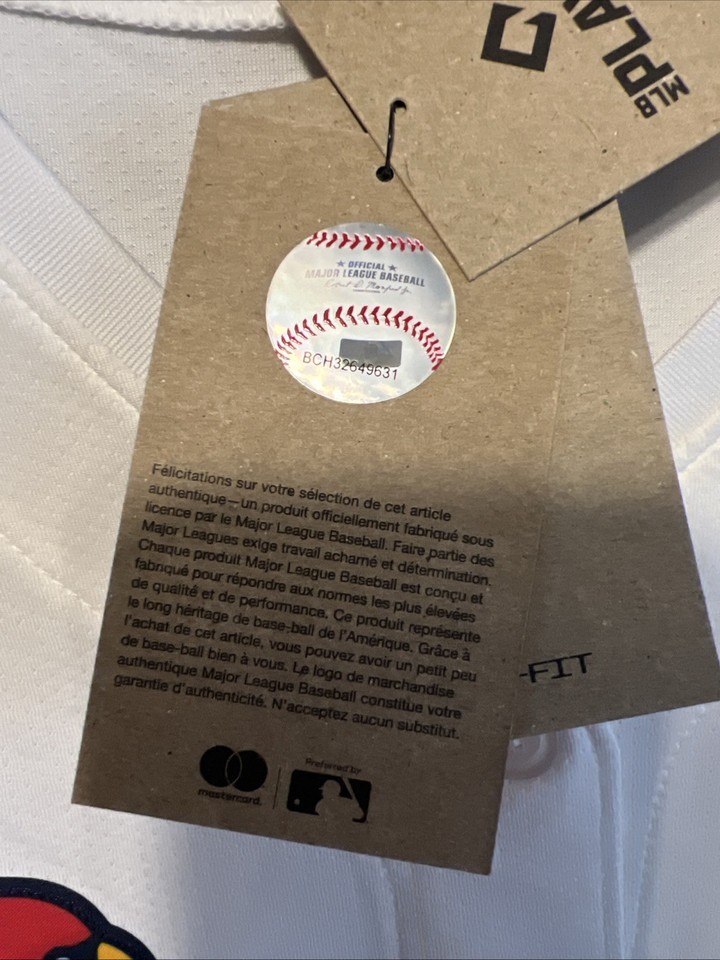 MLB
PLA
OFFICIAL
MAJOR LEAGUE BASEBALL
BCH32649631
Félicitations sur votre sélection de cet article
authentique—un produit officiellement fabriqué sous
licence par le Major League Baseball. Faire partie des
Major Leagues exige travail acharné et détermination.
Chaque produit Major League Baseball est conçu et
fabriqué pour répondre aux normes les plus élevées
de qualité et de performance. Ce produit représente
le long héritage de base-ball de l'Amérique. Grâce à
l'achat de cet article, vous pouvez avoir un petit peu
de base-ball bien à vous. Le logo de marchandise
authentique Major League Baseball constitue votre
garantie d'authenticité. N'acceptez aucun substitut.
-FIT
mastercard.
Preferred by